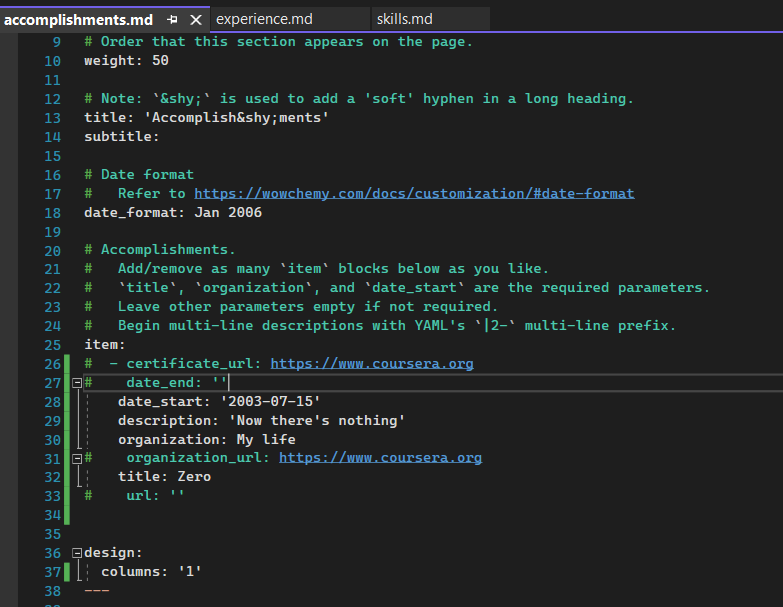 accomplishments.md experience.md skills.md
9 # Order that this section appears on the page.
10 weight: 50
11
12 # Note: `&shy;` is used to add a 'soft' hyphen in a long heading.
13 title: 'Accomplish&shy;ments'
14 subtitle:
15
16 # Date format
17 #   Refer to https://wowchemy.com/docs/customization/#date-format
18 date_format: Jan 2006
19
20 # Accomplishments.
21 #   Add/remove as many `item` blocks below as you like.
22 #   `title`, `organization`, and `date_start` are the required parameters.
23 #   Leave other parameters empty if not required.
24 #   Begin multi-line descriptions with YAML's `|2-` multi-line prefix.
25 item:
26 #  - certificate_url: https://www.coursera.org
27 #    date_end: ''
28     date_start: '2003-07-15'
29     description: 'Now there's nothing'
30     organization: My life
31 #    organization_url: https://www.coursera.org
32     title: Zero
33 #    url: ''
34
35
36 design:
37   columns: '1'
38 ---